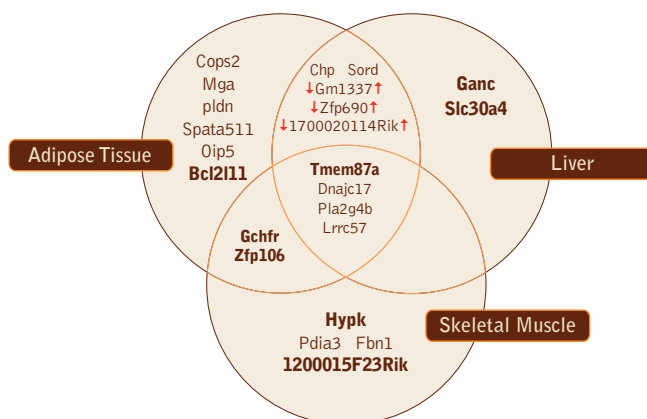 Cops2
Mga
pldn
Spata511
Oip5
Bcl2l11
Chp Sord
↓Gm1337↑
↓Zfp690↑
↓1700020114Rik↑
Ganc
Slc30a4
Adipose Tissue
Liver
Tmem87a
Dnajc17
Pla2g4b
Lrrc57
Gchfr
Zfp106
Hypk
Pdia3 Fbn1
1200015F23Rik
Skeletal Muscle